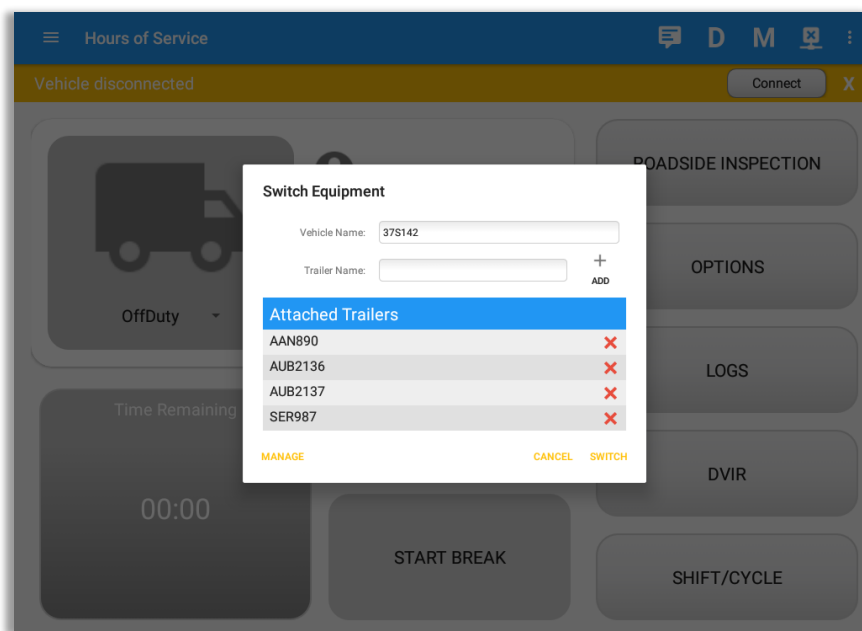 Hours of Service
D M
Vehicle disconnected
Connect
X
ROADSIDE INSPECTION
Switch Equipment
Vehicle Name: 37S142
Trailer Name:
ADD
OPTIONS
OffDuty
Attached Trailers
AAN890
AUB2136
AUB2137
SER987
LOGS
Time Remaining
MANAGE
CANCEL
SWITCH
DVIR
00:00
START BREAK
SHIFT/CYCLE